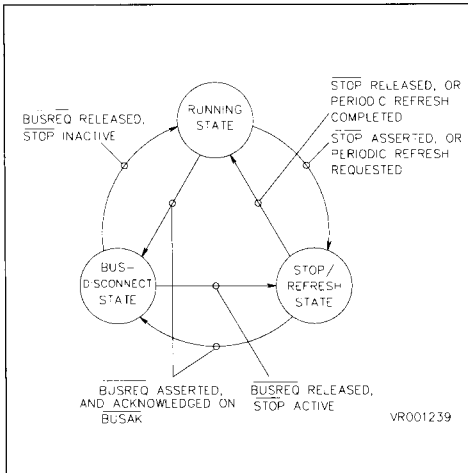 RUNNING
STATE
BUSREQ RELEASED,
STOP INACTIVE
STOP RELEASED, OR
PERIODIC REFRESH
COMPLETED
STOP ASSERTED, OR
PERIODIC REFRESH
REQUESTED
BUS-
DISCONNECT
STATE
STOP/
REFRESH
STATE
BUSREQ ASSERTED,
AND ACKNOWLEDGED ON
BUSAK
BUSREQ RELEASED,
STOP ACTIVE
VR001239